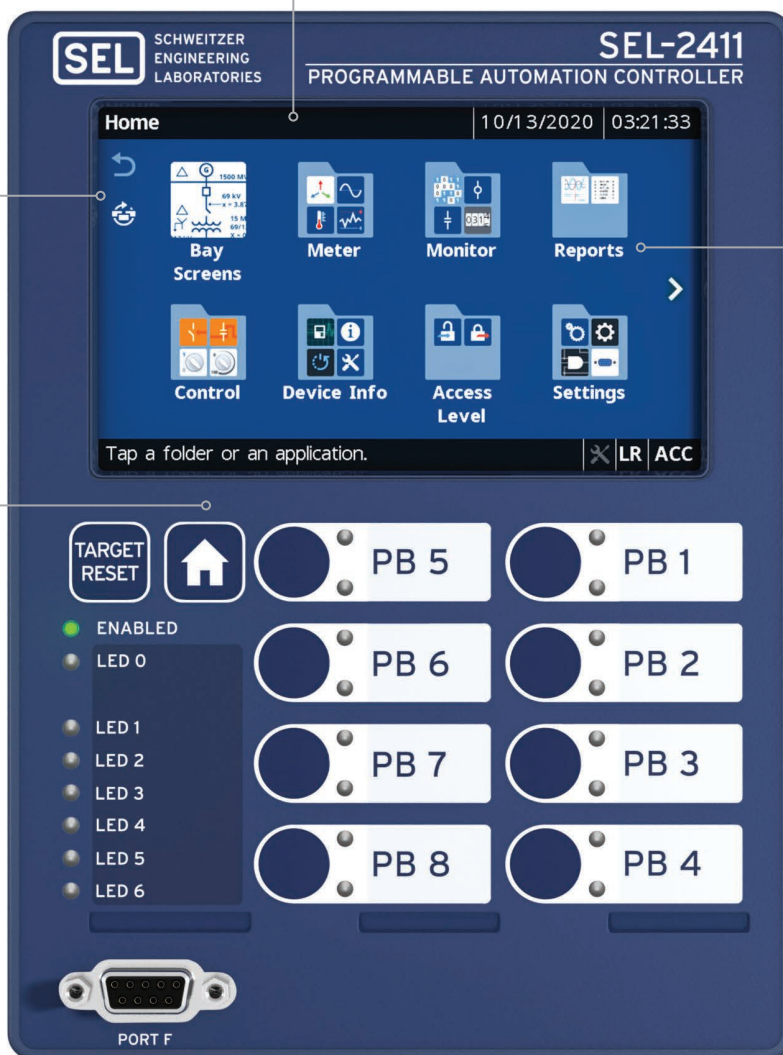 SEL
SCHWEITZER
ENGINEERING
LABORATORIES
SEL-2411
PROGRAMMABLE AUTOMATION CONTROLLER
Home
10/13/2020
03:21:33
G
1500
69 kV
69/1
Bay
Screens
Meter
Monitor
Reports
Control
Device Info
Access
Level
Settings
Tap a folder or an application.
LR
ACC
TARGET
RESET
PB 5
PB 1
ENABLED
LED 0
PB 6
PB 2
LED 1
LED 2
LED 3
LED 4
LED 5
LED 6
PB 7
PB 3
PB 8
PB 4
PORT F